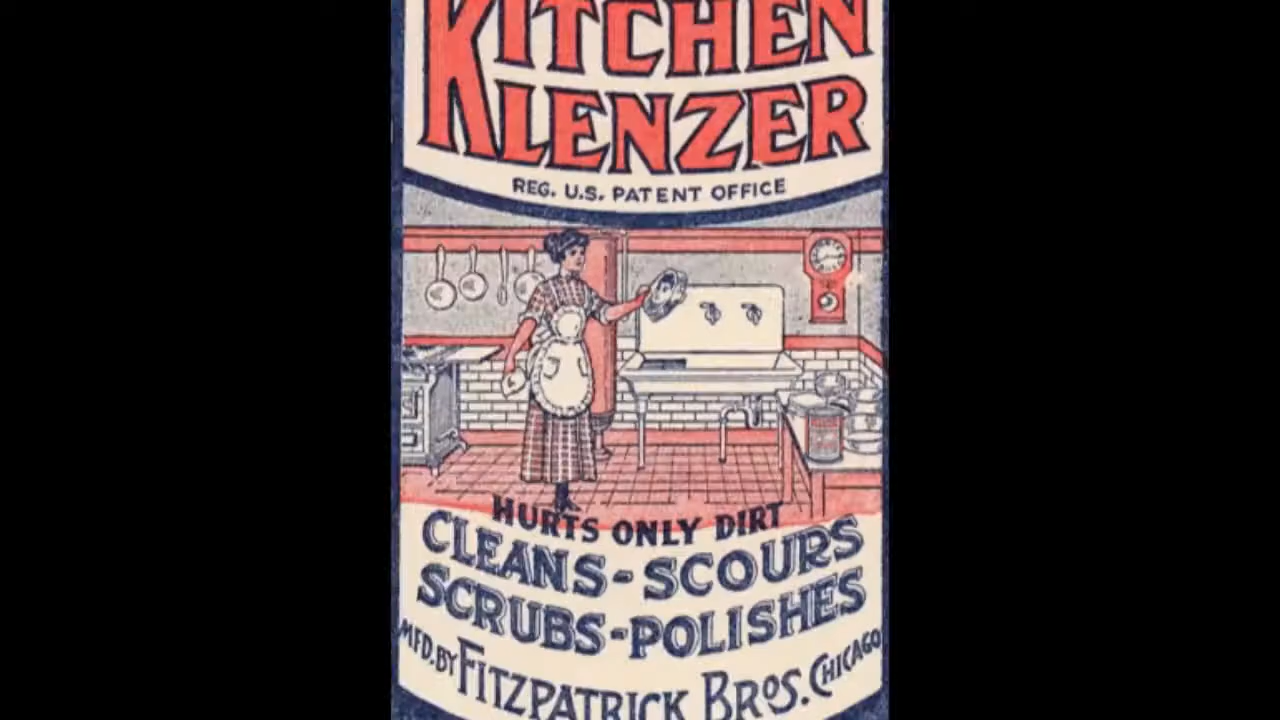 KITCHEN
KLENZER
REG. U.S. PATENT OFFICE
HURTS ONLY DIRT
CLEANS-SCOURS
SCRUBS-POLISHES
MFD. BY FITZPATRICK BROS. CHICAGO